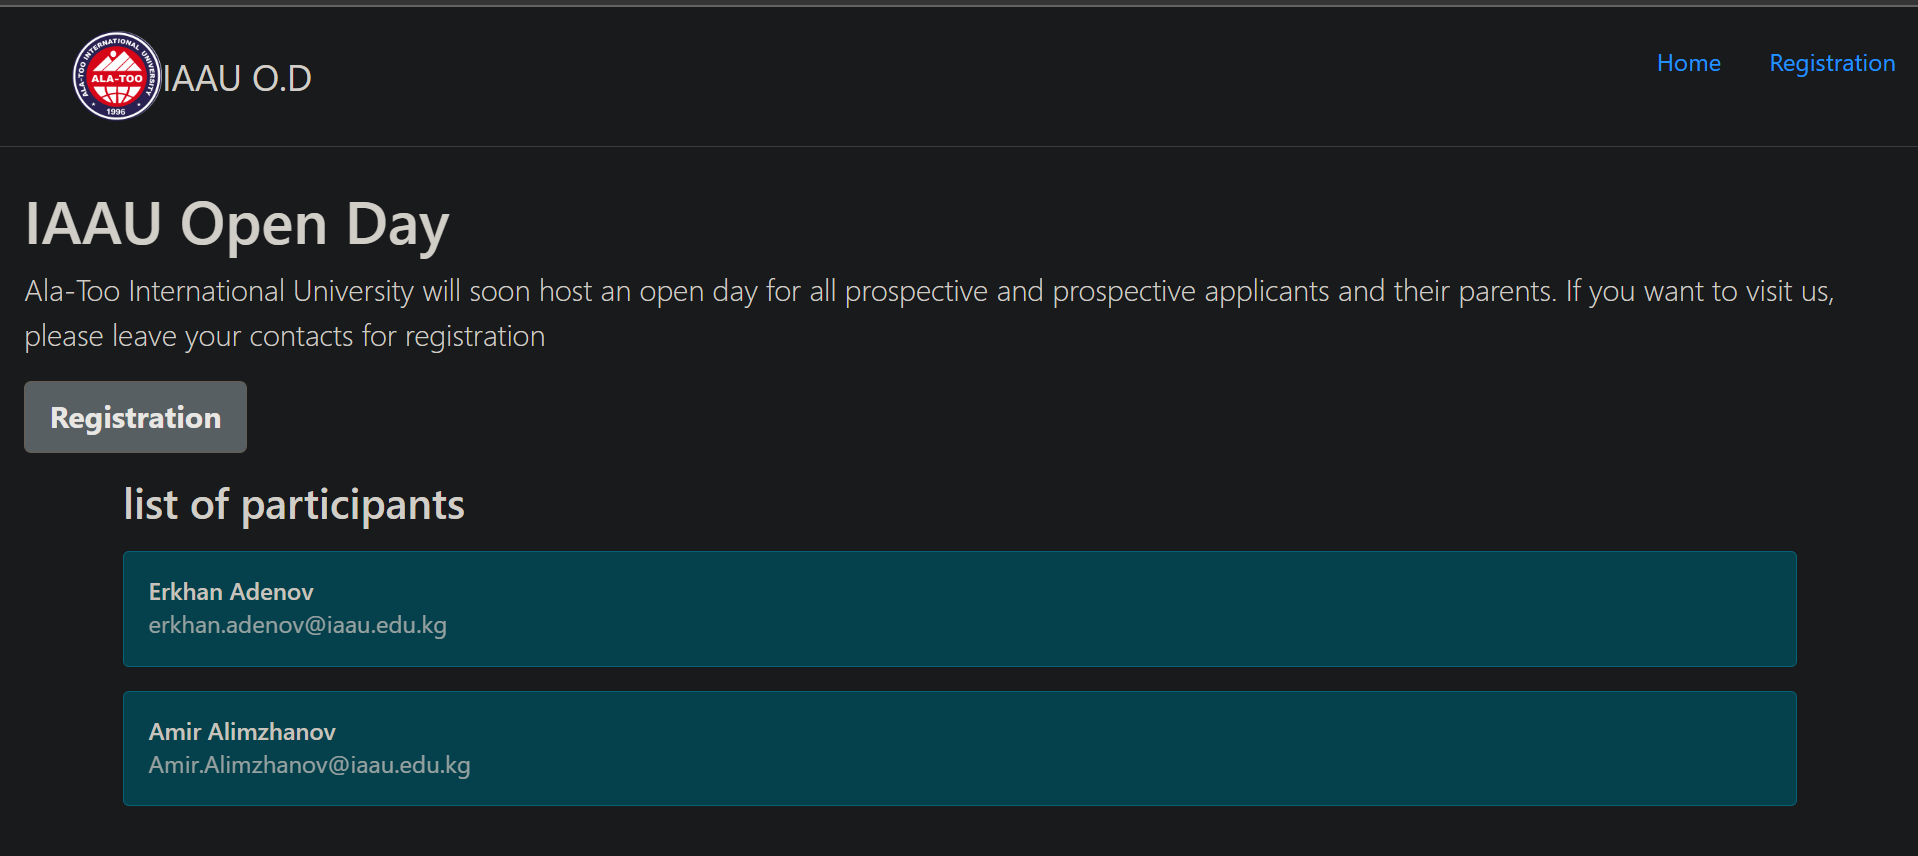 ALA-TOO INTERNATIONAL UNIVERSITY
ALA-TOO
1996
IAAU O.D
Home
Registration
IAAU Open Day
Ala-Too International University will soon host an open day for all prospective and prospective applicants and their parents. If you want to visit us,
please leave your contacts for registration
Registration
list of participants
Erkhan Adenov
erkhan.adenov@iaau.edu.kg
Amir Alimzhanov
Amir.Alimzhanov@iaau.edu.kg